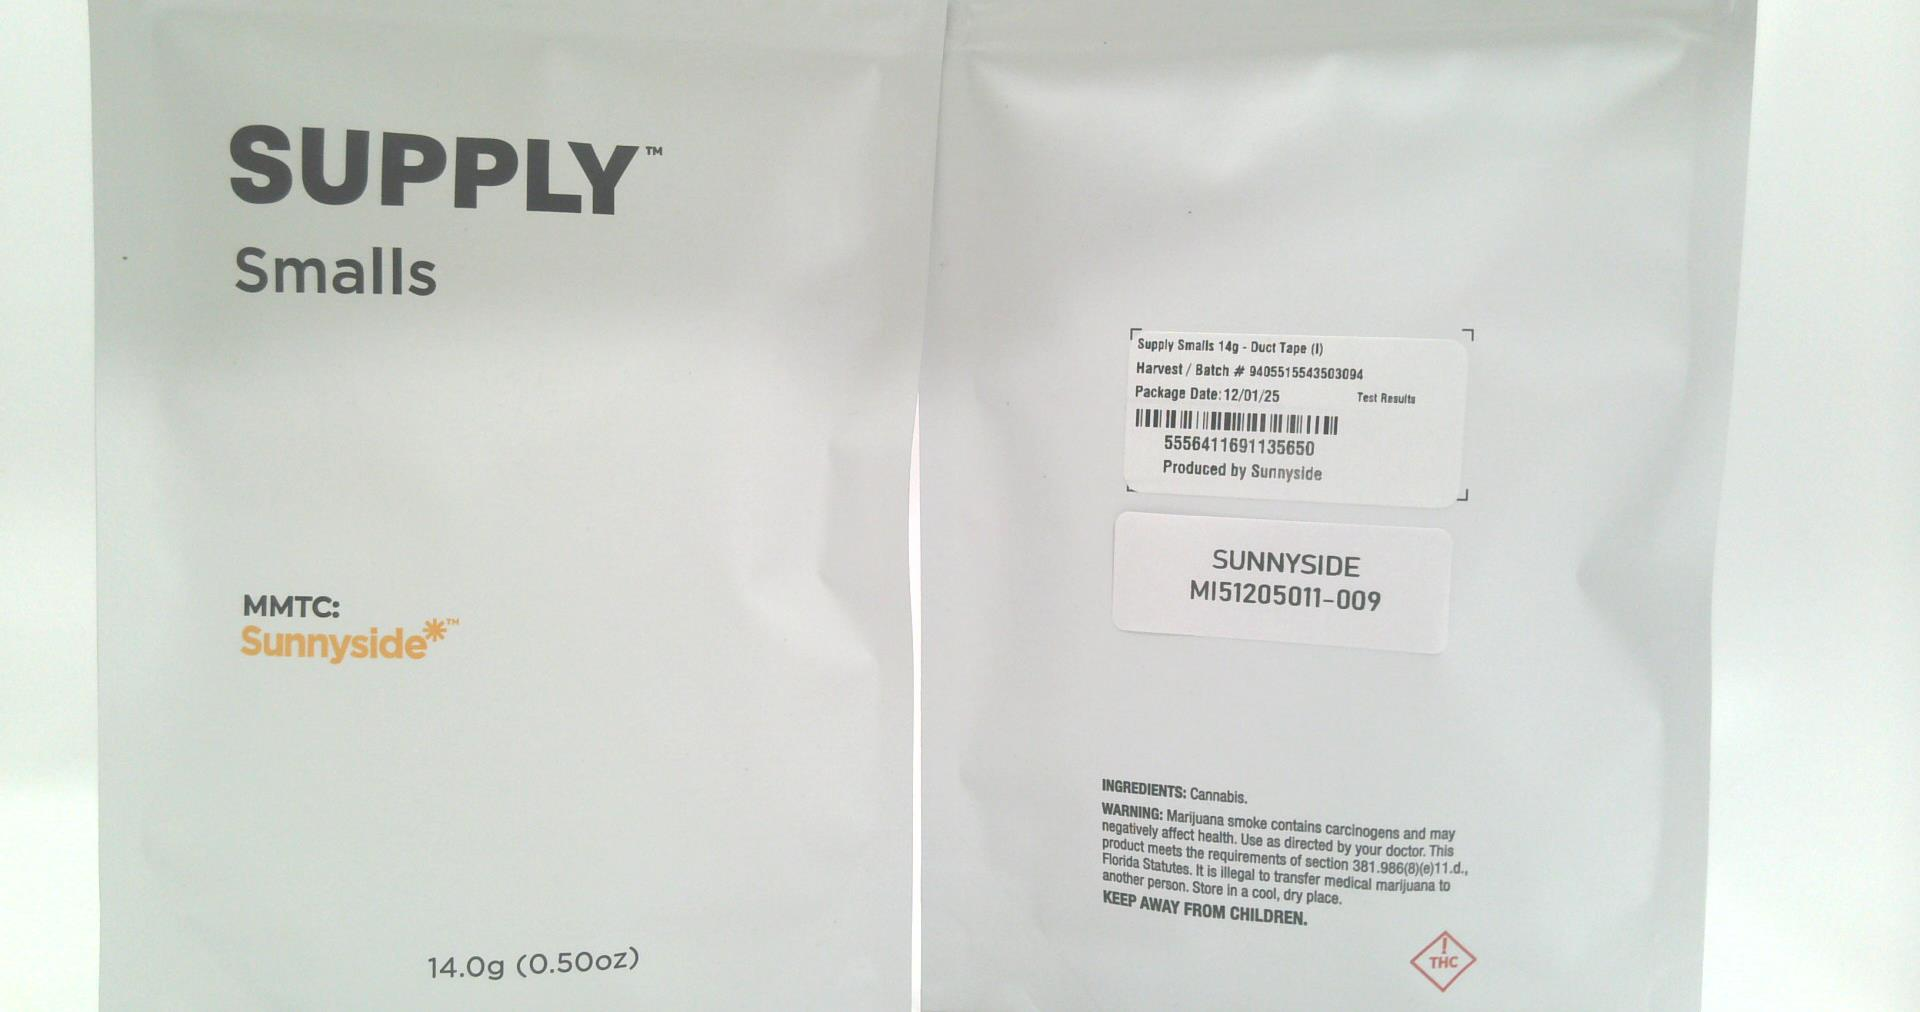 SUPPLY™
Smalls
MMTC:
Sunnyside*™
14.0g (0.50oz)
Supply Smalls 14g - Duct Tape (I)
Harvest / Batch # 9405515543503094
Package Date: 12/01/25
Test Results
5556411691135650
Produced by Sunnyside
SUNNYSIDE
MI51205011-009
INGREDIENTS: Cannabis.
WARNING: Marijuana smoke contains carcinogens and may
negatively affect health. Use as directed by your doctor. This
product meets the requirements of section 381.986(8)(e)11.d.,
Florida Statutes. It is illegal to transfer medical marijuana to
another person. Store in a cool, dry place.
KEEP AWAY FROM CHILDREN.
!
THC